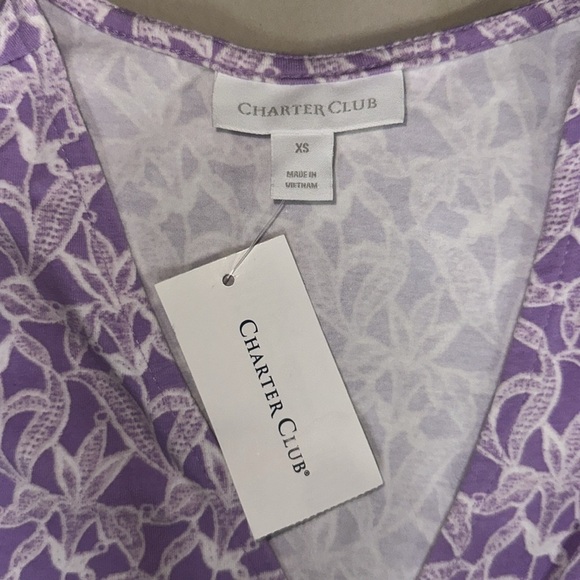 CHARTER CLUB
XS
MADE IN
VIETNAM
CHARTER CLUB®